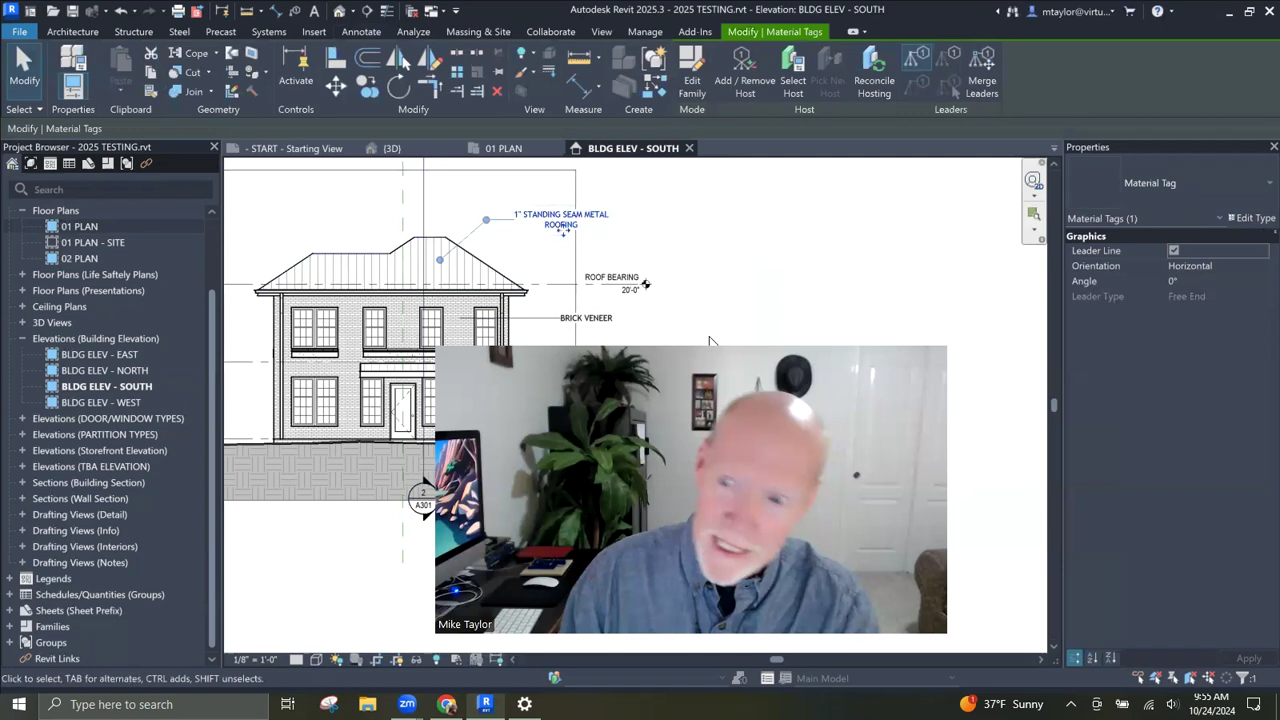 Autodesk Revit 2025.3 - 2025 TESTING.rvt - Elevation: BLDG ELEV - SOUTH
mtaylor@virtu...
File Architecture Structure Steel Precast Systems Insert Annotate Analyze Massing & Site Collaborate View Manage Add-Ins Modify | Material Tags
Modify
Paste
Cope
Cut
Join
Activate
Edit
Family
Add / Remove
Host
Select
Host
Pick New
Host
Reconcile
Hosting
Merge
Leaders
Select Properties Clipboard Geometry Controls Modify View Measure Create Mode Host Leaders
Modify | Material Tags
Project Browser - 2025 TESTING.rvt
- START - Starting View
{3D}
01 PLAN
BLDG ELEV - SOUTH
Properties
Search
Floor Plans
01 PLAN
01 PLAN - SITE
02 PLAN
Floor Plans (Life Saftely Plans)
Floor Plans (Presentations)
Ceiling Plans
3D Views
Elevations (Building Elevation)
BLDG ELEV - EAST
BLDG ELEV - NORTH
BLDG ELEV - SOUTH
BLDG ELEV - WEST
Elevations (DOOR/WINDOW TYPES)
Elevations (PARTITION TYPES)
Elevations (Storefront Elevation)
Elevations (TBA ELEVATION)
Sections (Building Section)
Sections (Wall Section)
Drafting Views (Detail)
Drafting Views (Info)
Drafting Views (Interiors)
Drafting Views (Notes)
Legends
Schedules/Quantities (Groups)
Sheets (Sheet Prefix)
Families
Groups
Revit Links
1" STANDING SEAM METAL
ROOFING
ROOF BEARING
20'-0"
BRICK VENEER
2
A301
Mike Taylor
Material Tag
Material Tags (1)
Edit Type
Graphics
Leader Line
Orientation Horizontal
Angle 0°
Leader Type Free End
Apply
1/8" = 1'-0"
Click to select, TAB for alternates, CTRL adds, SHIFT unselects.
:0
Main Model
:1
Type here to search
37°F Sunny
9:55 AM
10/24/2024